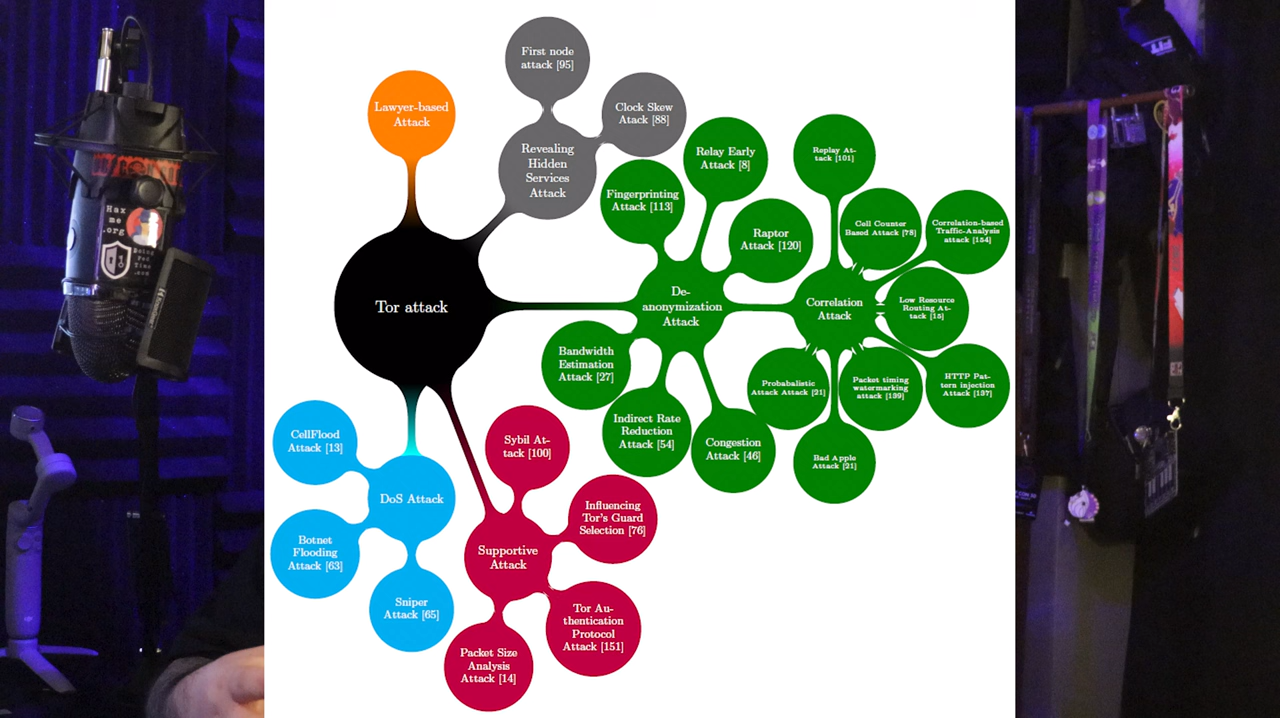 First node
attack [95]
Lawyer-based
Attack
Clock Skew
Atack [88]
Revealing
Hidden
Services
Attack
Relay Early
Attack [8]
Replay At-
tack [101]
Fingerprinting
Attack [113]
Raptor
Attack [120]
Cell Counter
Based Attack [78]
Correlation-based
Traffic-Analysis
attack [154]
Tor attack
De-
anonymization
Attack
Correlation
Attack
Low Resource
Routing At-
tack [15]
Bandwidth
Estimation
Attack [27]
Probabalistic
Attack Attack [21]
Packet timing
watermarking
attack [139]
HTTP Pat-
tern injection
Attack [137]
Indirect Rate
Reduction
Attack [54]
Congestion
Attack [46]
Bad Apple
Attack [21]
CellFlood
Attack [13]
DoS Attack
Botnet
Flooding
Attack [63]
Sniper
Attack [65]
Sybil At-
tack [100]
Influencing
Tor's Guard
Selection [76]
Supportive
Attack
Tor Au-
thentication
Protocol
Attack [151]
Packet Size
Analysis
Attack [14]
Hax
me
.org